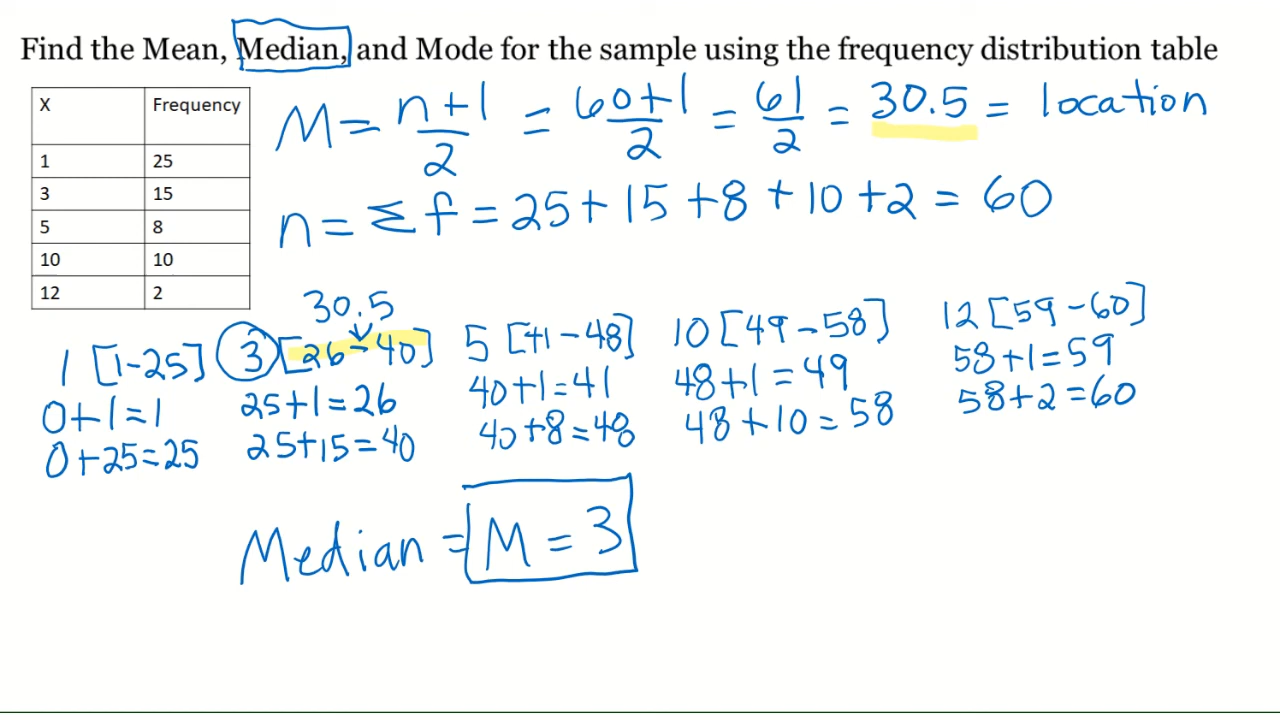 Find the Mean, Median, and Mode for the sample using the frequency distribution table
X Frequency
1 25
3 15
5 8
10 10
12 2
M = n+1/2 = 60+1/2 = 61/2 = 30.5 = location
n = Σ f = 25 + 15 + 8 + 10 + 2 = 60
30.5
1 [1-25] 3 [26-40] 5 [41-48] 10 [49-58] 12 [59-60]
0+1=1 25+1=26 40+1=41 48+1=49 58+1=59
0+25=25 25+15=40 40+8=48 48+10=58 58+2=60
Median = M = 3